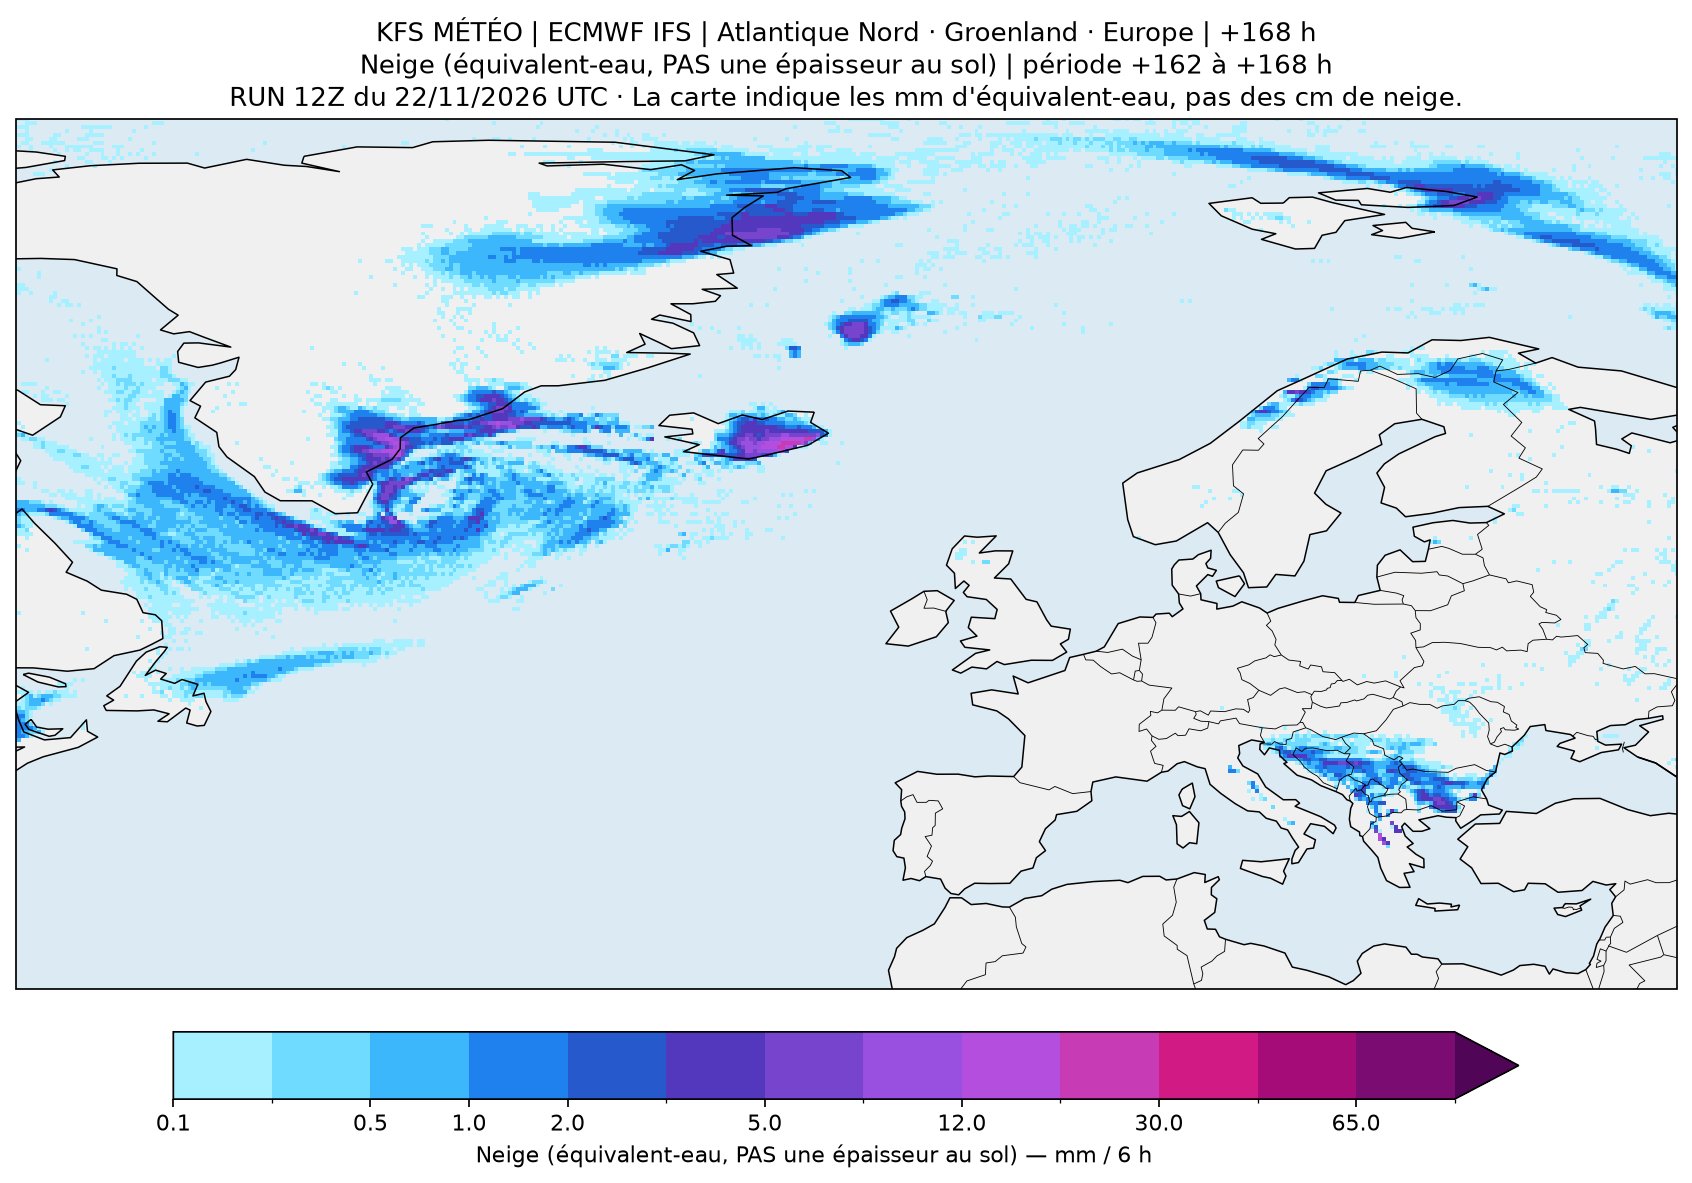 KFS MÉTÉO | ECMWF IFS | Atlantique Nord · Groenland · Europe | +168 h
Neige (équivalent-eau, PAS une épaisseur au sol) | période +162 à +168 h
RUN 12Z du 22/11/2026 UTC · La carte indique les mm d'équivalent-eau, pas des cm de neige.
0.1 0.5 1.0 2.0 5.0 12.0 30.0 65.0
Neige (équivalent-eau, PAS une épaisseur au sol) — mm / 6 h